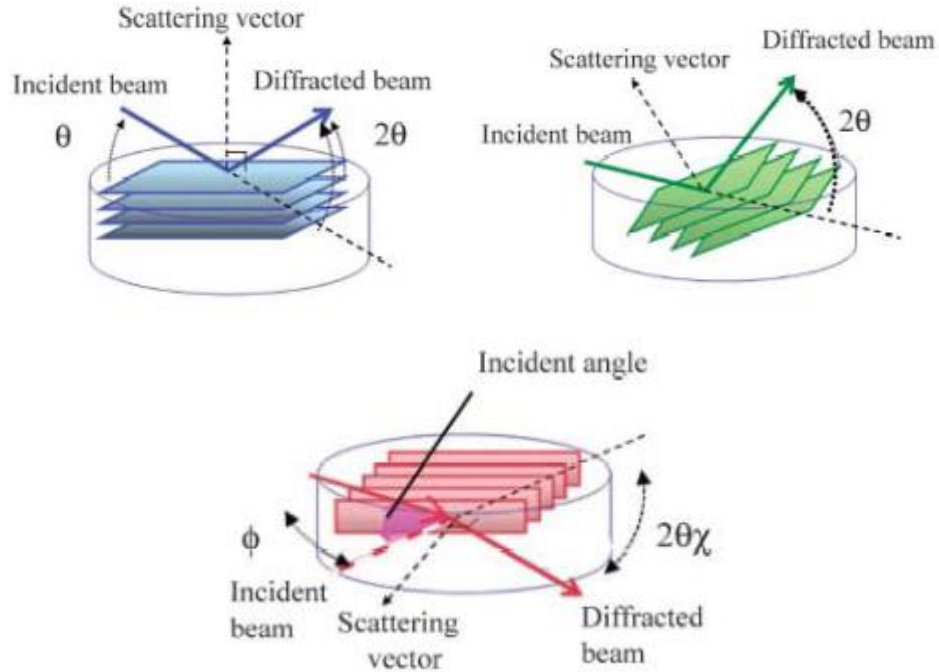 Scattering
vector
Incident beam
Diffracted beam
θ
2θ
Diffracted beam
Scattering vector
Incident beam
2θ
Incident angle
ϕ
2θχ
Incident
beam
Scattering
vector
Diffracted
beam